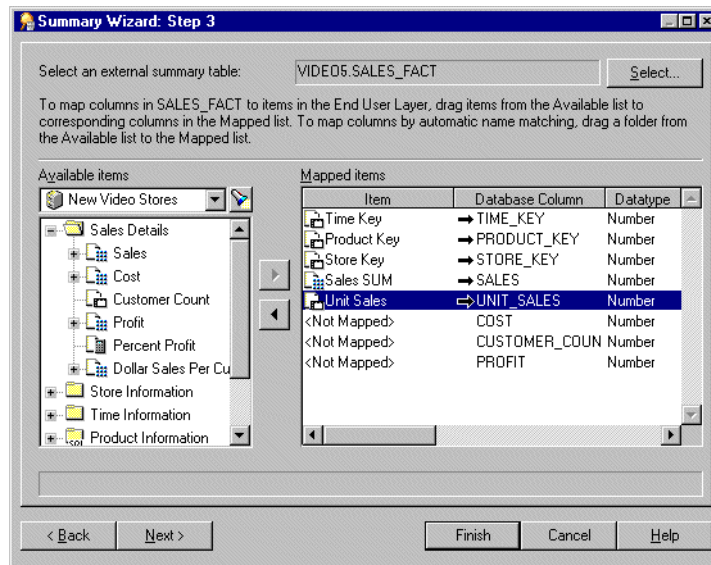 Summary Wizard: Step 3
Select an external summary table:
VIDEO5.SALES_FACT
Select...
To map columns in SALES_FACT to items in the End User Layer, drag items from the Available list to
corresponding columns in the Mapped list. To map columns by automatic name matching, drag a folder from
the Available list to the Mapped list.
Available items
New Video Stores
Sales Details
Sales
Cost
Customer Count
Profit
Percent Profit
Dollar Sales Per Cu
Store Information
Time Information
Product Information
Mapped items
Item Database Column Datatype
Time Key TIME_KEY Number
Product Key PRODUCT_KEY Number
Store Key STORE_KEY Number
Sales SUM SALES Number
Unit Sales UNIT_SALES Number
<Not Mapped> COST Number
<Not Mapped> CUSTOMER_COUN Number
<Not Mapped> PROFIT Number
< Back
Next >
Finish
Cancel
Help